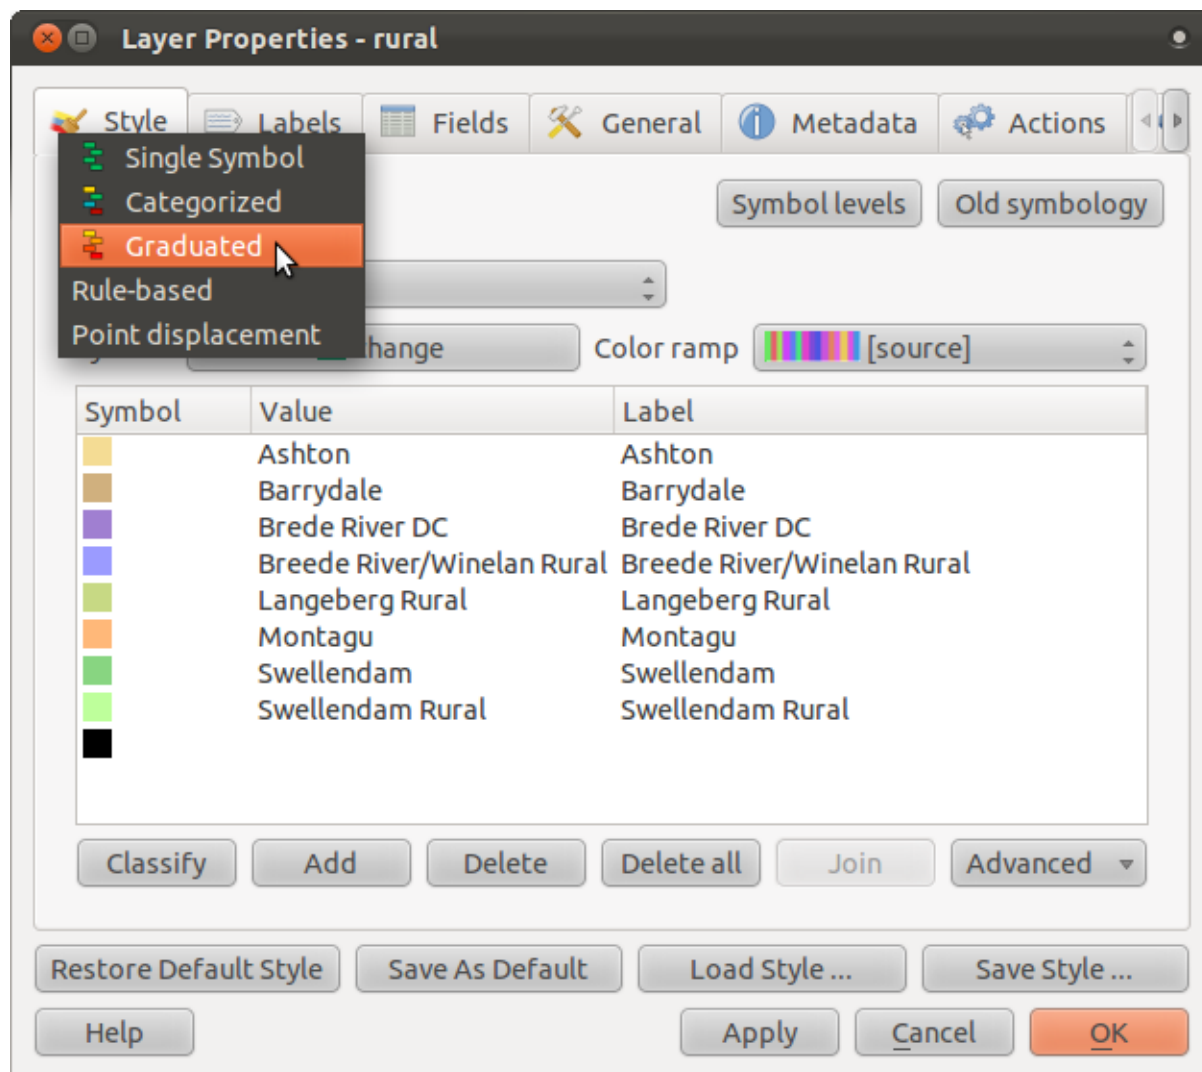 Layer Properties - rural
Style Labels Fields General Metadata Actions
Single Symbol
Categorized Symbol levels Old symbology
Graduated
Rule-based
Point displacement
hange Color ramp [source]
Symbol Value Label
Ashton Ashton
Barrydale Barrydale
Brede River DC Brede River DC
Breede River/Winelan Rural Breede River/Winelan Rural
Langeberg Rural Langeberg Rural
Montagu Montagu
Swellendam Swellendam
Swellendam Rural Swellendam Rural
Classify Add Delete Delete all Join Advanced
Restore Default Style Save As Default Load Style ... Save Style ...
Help Apply Cancel OK